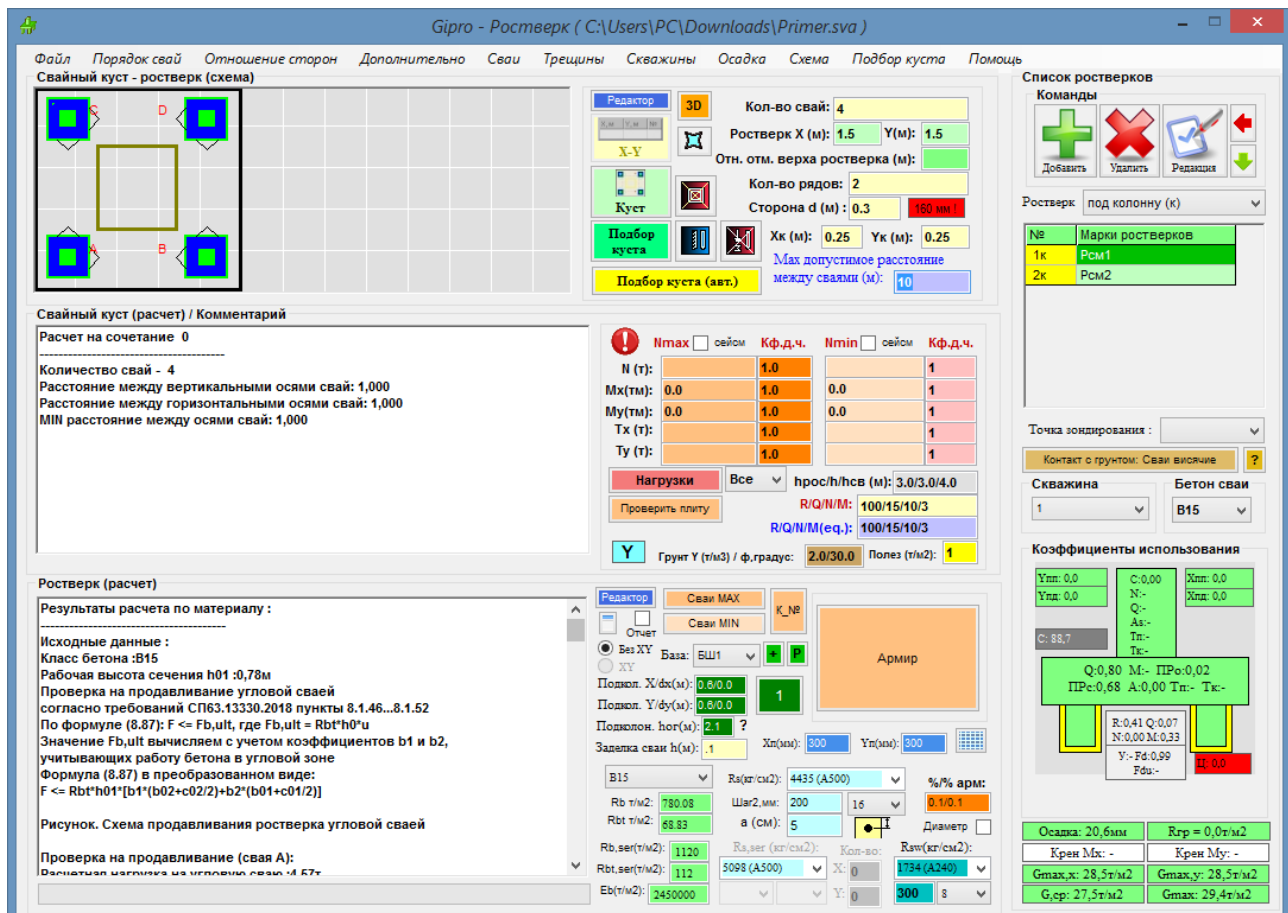 Gipro - Ростверк ( C:\Users\PC\Downloads\Primer.sva )
Файл Порядок свай Отношение сторон Дополнительно Сваи Трещины Скважины Осадка Схема Подбор куста Помощь
Свайный куст - ростверк (схема)
C D
A B
Редактор 3D Кол-во свай: 4
X,м Y,м №
X-Y
Ростверк X (м): 1.5 Y(м): 1.5
Отн. отм. верха ростверка (м):
Куст
Кол-во рядов: 2
Сторона d (м) : 0.3 160 мм !
Подбор куста
Xк (м): 0.25 Yк (м): 0.25
Подбор куста (авт.)
Max допустимое расстояние
между сваями (м): 10
Список ростверков
Команды
Добавить Удалить Редакция
Ростверк под колонну (к)
№ Марки ростверков
1к Рсм1
2к Рсм2
Точка зондирования :
Контакт с грунтом: Сваи висячие ?
Скважина Бетон сваи
1 B15
Свайный куст (расчет) / Комментарий
Расчет на сочетание 0
---------------------------------------
Количество свай - 4
Расстояние между вертикальными осями свай: 1,000
Расстояние между горизонтальными осями свай: 1,000
MIN расстояние между осями свай: 1,000
Nmax сейсм Кф.д.ч. Nmin сейсм Кф.д.ч.
N (т): 1.0 1
Mx(тм): 0.0 1.0 0.0 1
My(тм): 0.0 1.0 0.0 1
Tx (т): 1.0 1
Ty (т): 1.0 1
Нагрузки Все hрос/h/hсв (м): 3.0/3.0/4.0
Проверить плиту R/Q/N/M: 100/15/10/3
R/Q/N/M(eq.): 100/15/10/3
Y Грунт Y (т/м3) / ф,градус: 2.0/30.0 Полез (т/м2): 1
Коэффициенты использования
Yпп: 0,0
Yпд: 0,0
C:0,00
N:-
Q:-
As:-
Тп:-
Тк:-
Xпп: 0,0
Xпд: 0,0
C: 88,7
Q:0,80 M:- ПРо:0,02
ПРс:0,68 A:0,00 Тп:- Тк:-
R:0,41 Q:0,07
N:0,00 M:0,33
У:- Fd:0,99
Fdu:-
Ц: 0,0
Осадка: 20,6мм Rгр = 0,0т/м2
Крен Mx: - Крен My: -
Gmax,x: 28,5т/м2 Gmax,y: 28,5т/м2
G,ср: 27,5т/м2 Gmax: 29,4т/м2
Ростверк (расчет)
Результаты расчета по материалу :
---------------------------------------
Исходные данные :
Класс бетона :B15
Рабочая высота сечения h01 :0,78м
Проверка на продавливание угловой сваей
согласно требований СП63.13330.2018 пункты 8.1.46...8.1.52
По формуле (8.87): F <= Fb,ult, где Fb,ult = Rbt*h0*u
Значение Fb,ult вычисляем с учетом коэффициентов b1 и b2,
учитывающих работу бетона в угловой зоне
Формула (8.87) в преобразованном виде:
F <= Rbt*h01*[b1*(b02+c02/2)+b2*(b01+c01/2)]
Рисунок. Схема продавливания ростверка угловой сваей
Проверка на продавливание (свая А):
Расчетная нагрузка на угловую сваю :4,57т
Редактор Сваи MAX К_№
Отчет Сваи MIN
Без XY
XY
База: БШ1 + P
Армир
Подкол. X/dx(м): 0.6/0.0
Подкол. Y/dy(м): 0.6/0.0
1
Подколон. hог(м): 2.1 ?
Заделка сваи h(м): .1 Xп(мм): 300 Yп(мм): 300
B15 Rs(кг/см2): 4435 (A500) %/% арм:
Rb т/м2: 780.08 Шаг2,мм: 200 16 0.1/0.1
Rbt т/м2: 68.83 a (см): 5 Диаметр
Rb,ser(т/м2): 1120 Rs,ser (кг/см2): Кол-во: Rsw(кг/см2):
Rbt,ser(т/м2): 112 5098 (A500) X: 0 1734 (A240)
Eb(т/м2): 2450000 Y: 0 300 8